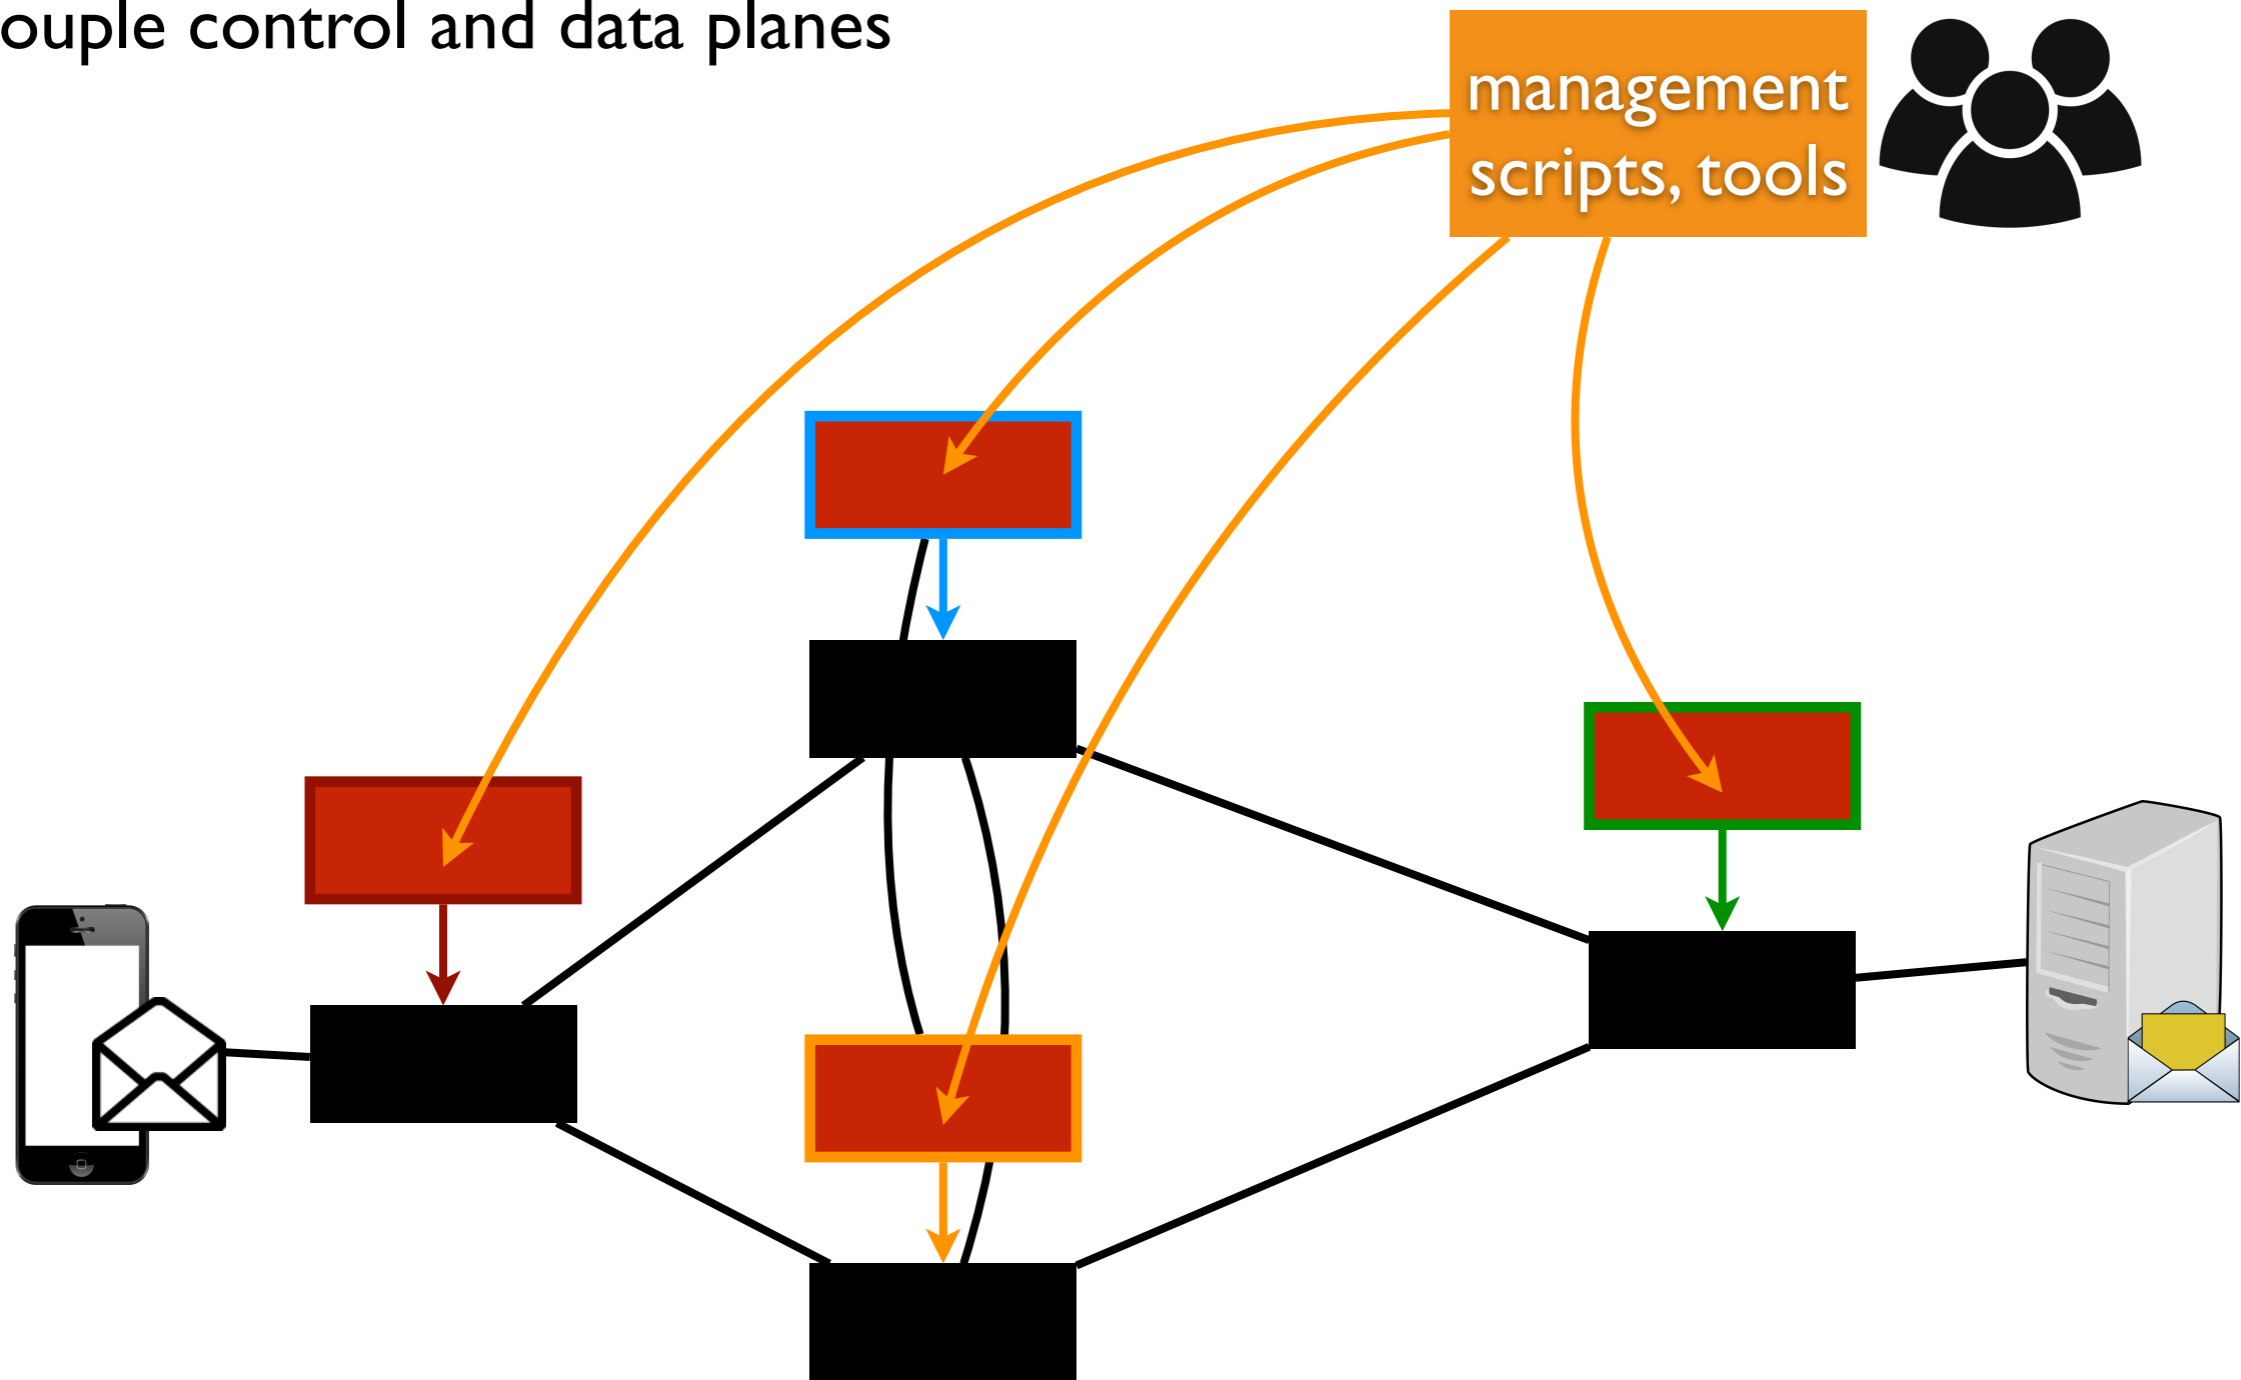 ouple control and data planes
management
scripts, tools